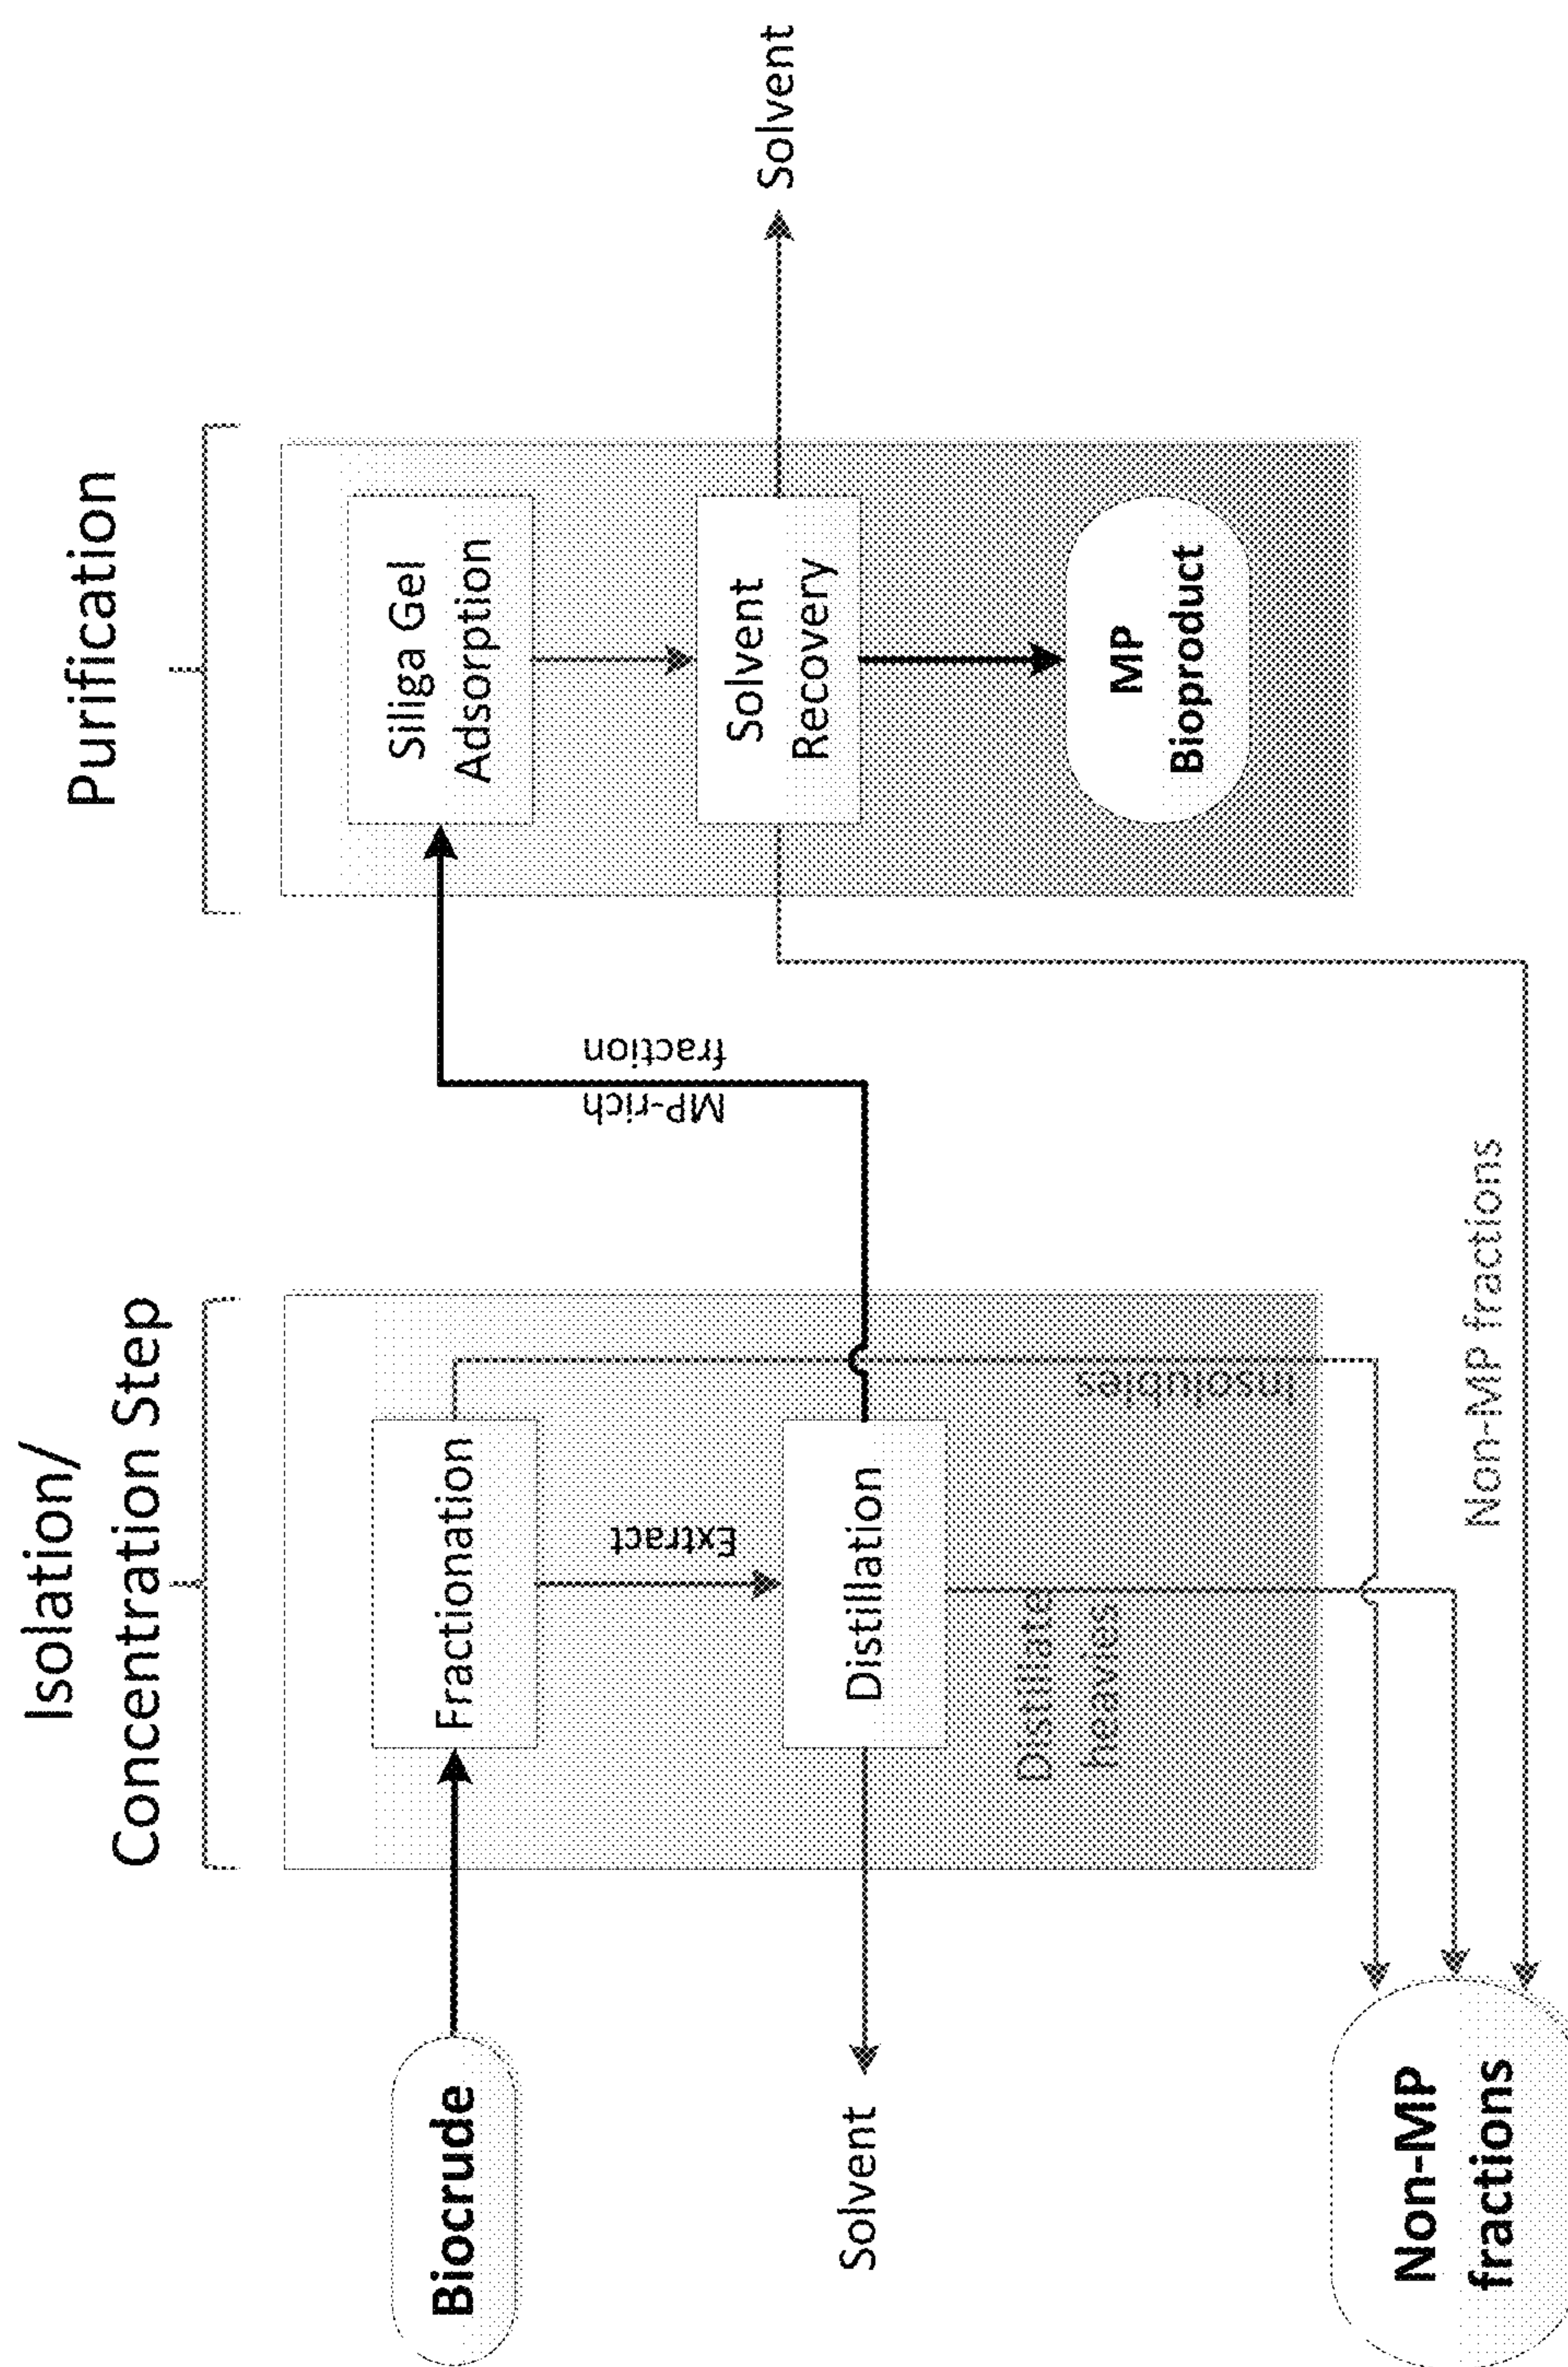 Isolation/
Concentration Step
Purification
Biocrude
Fractionation
Extract
Distillation
Solvent
Distillate
heavies
Insolubles
MP-rich
fraction
Siliga Gel
Adsorption
Solvent
Recovery
Solvent
MP
Bioproduct
Non-MP fractions
Non-MP
fractions